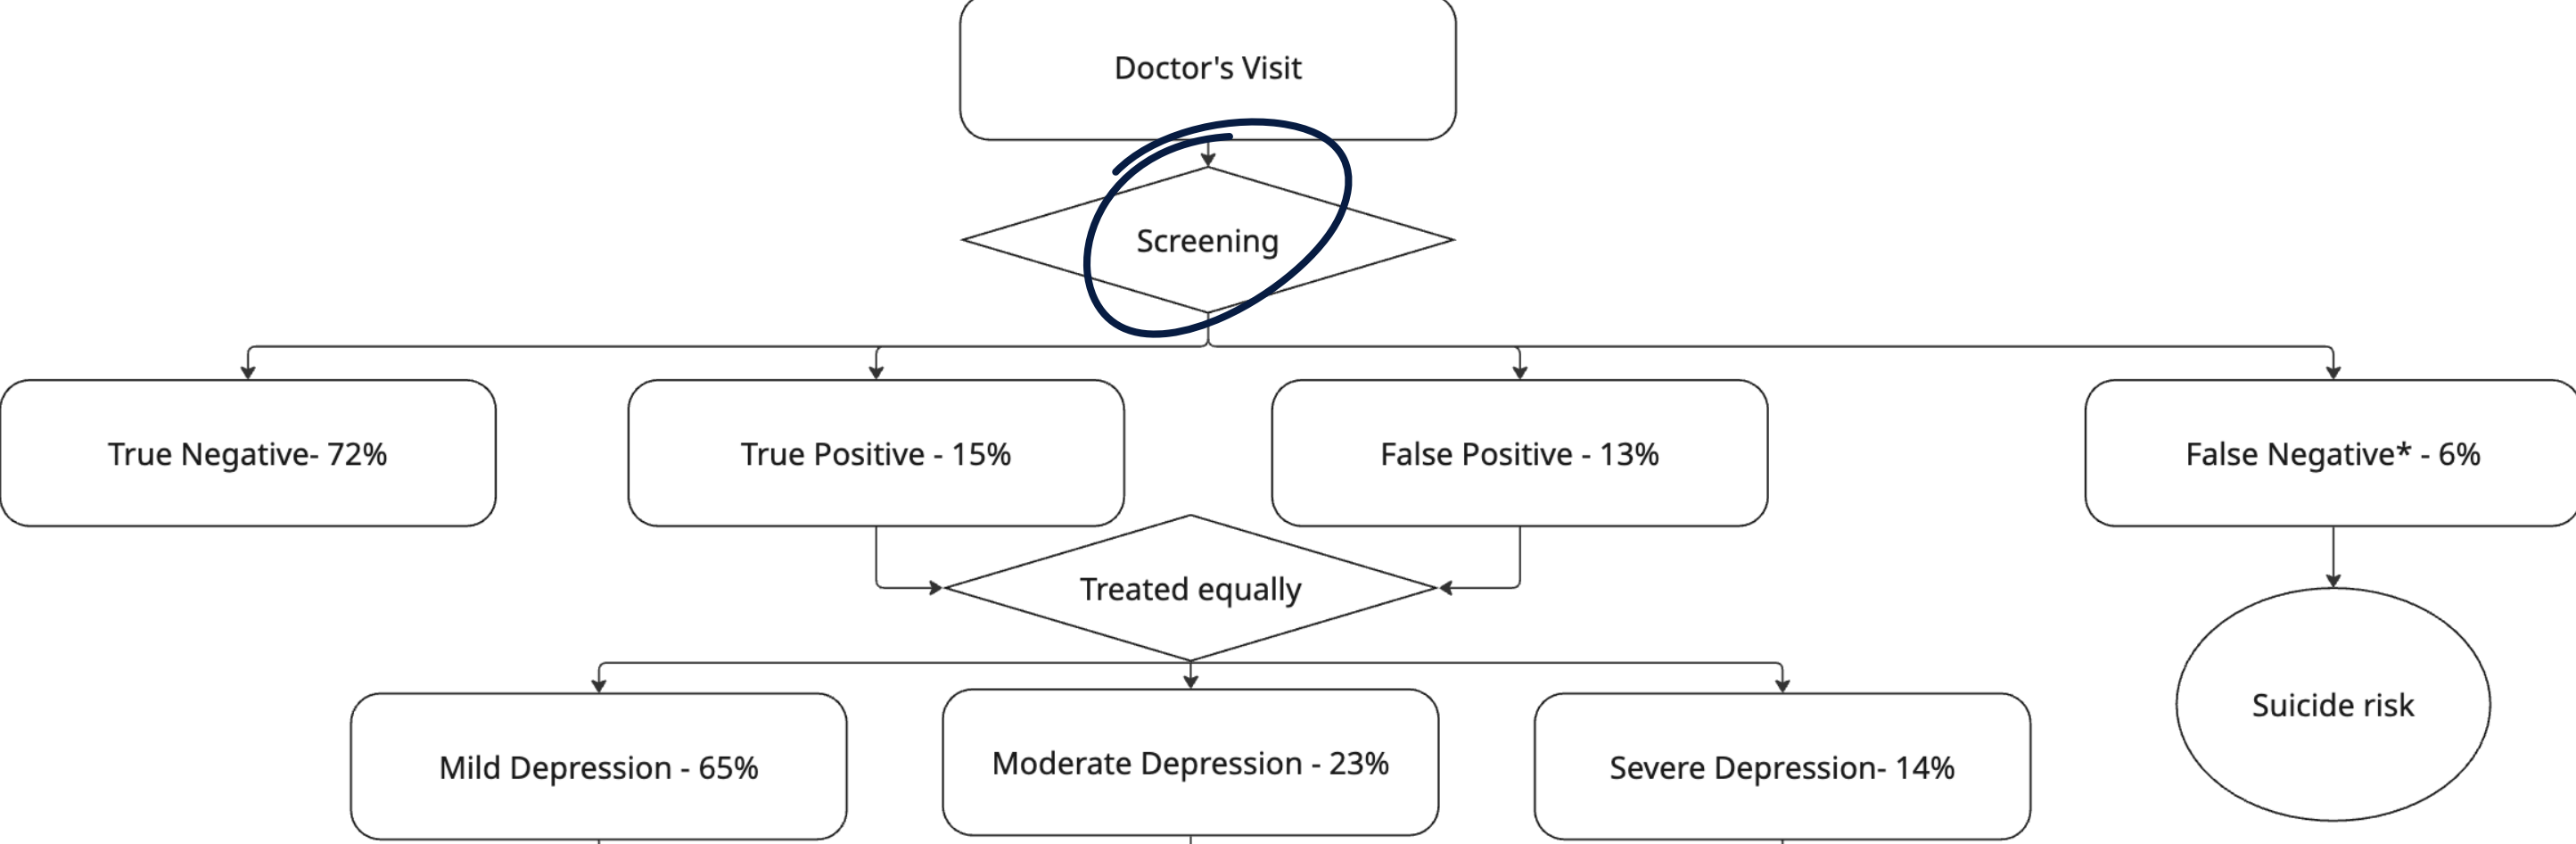 Doctor's Visit
Screening
True Negative- 72%
True Positive - 15%
False Positive - 13%
False Negative* - 6%
Treated equally
Mild Depression - 65%
Moderate Depression - 23%
Severe Depression- 14%
Suicide risk